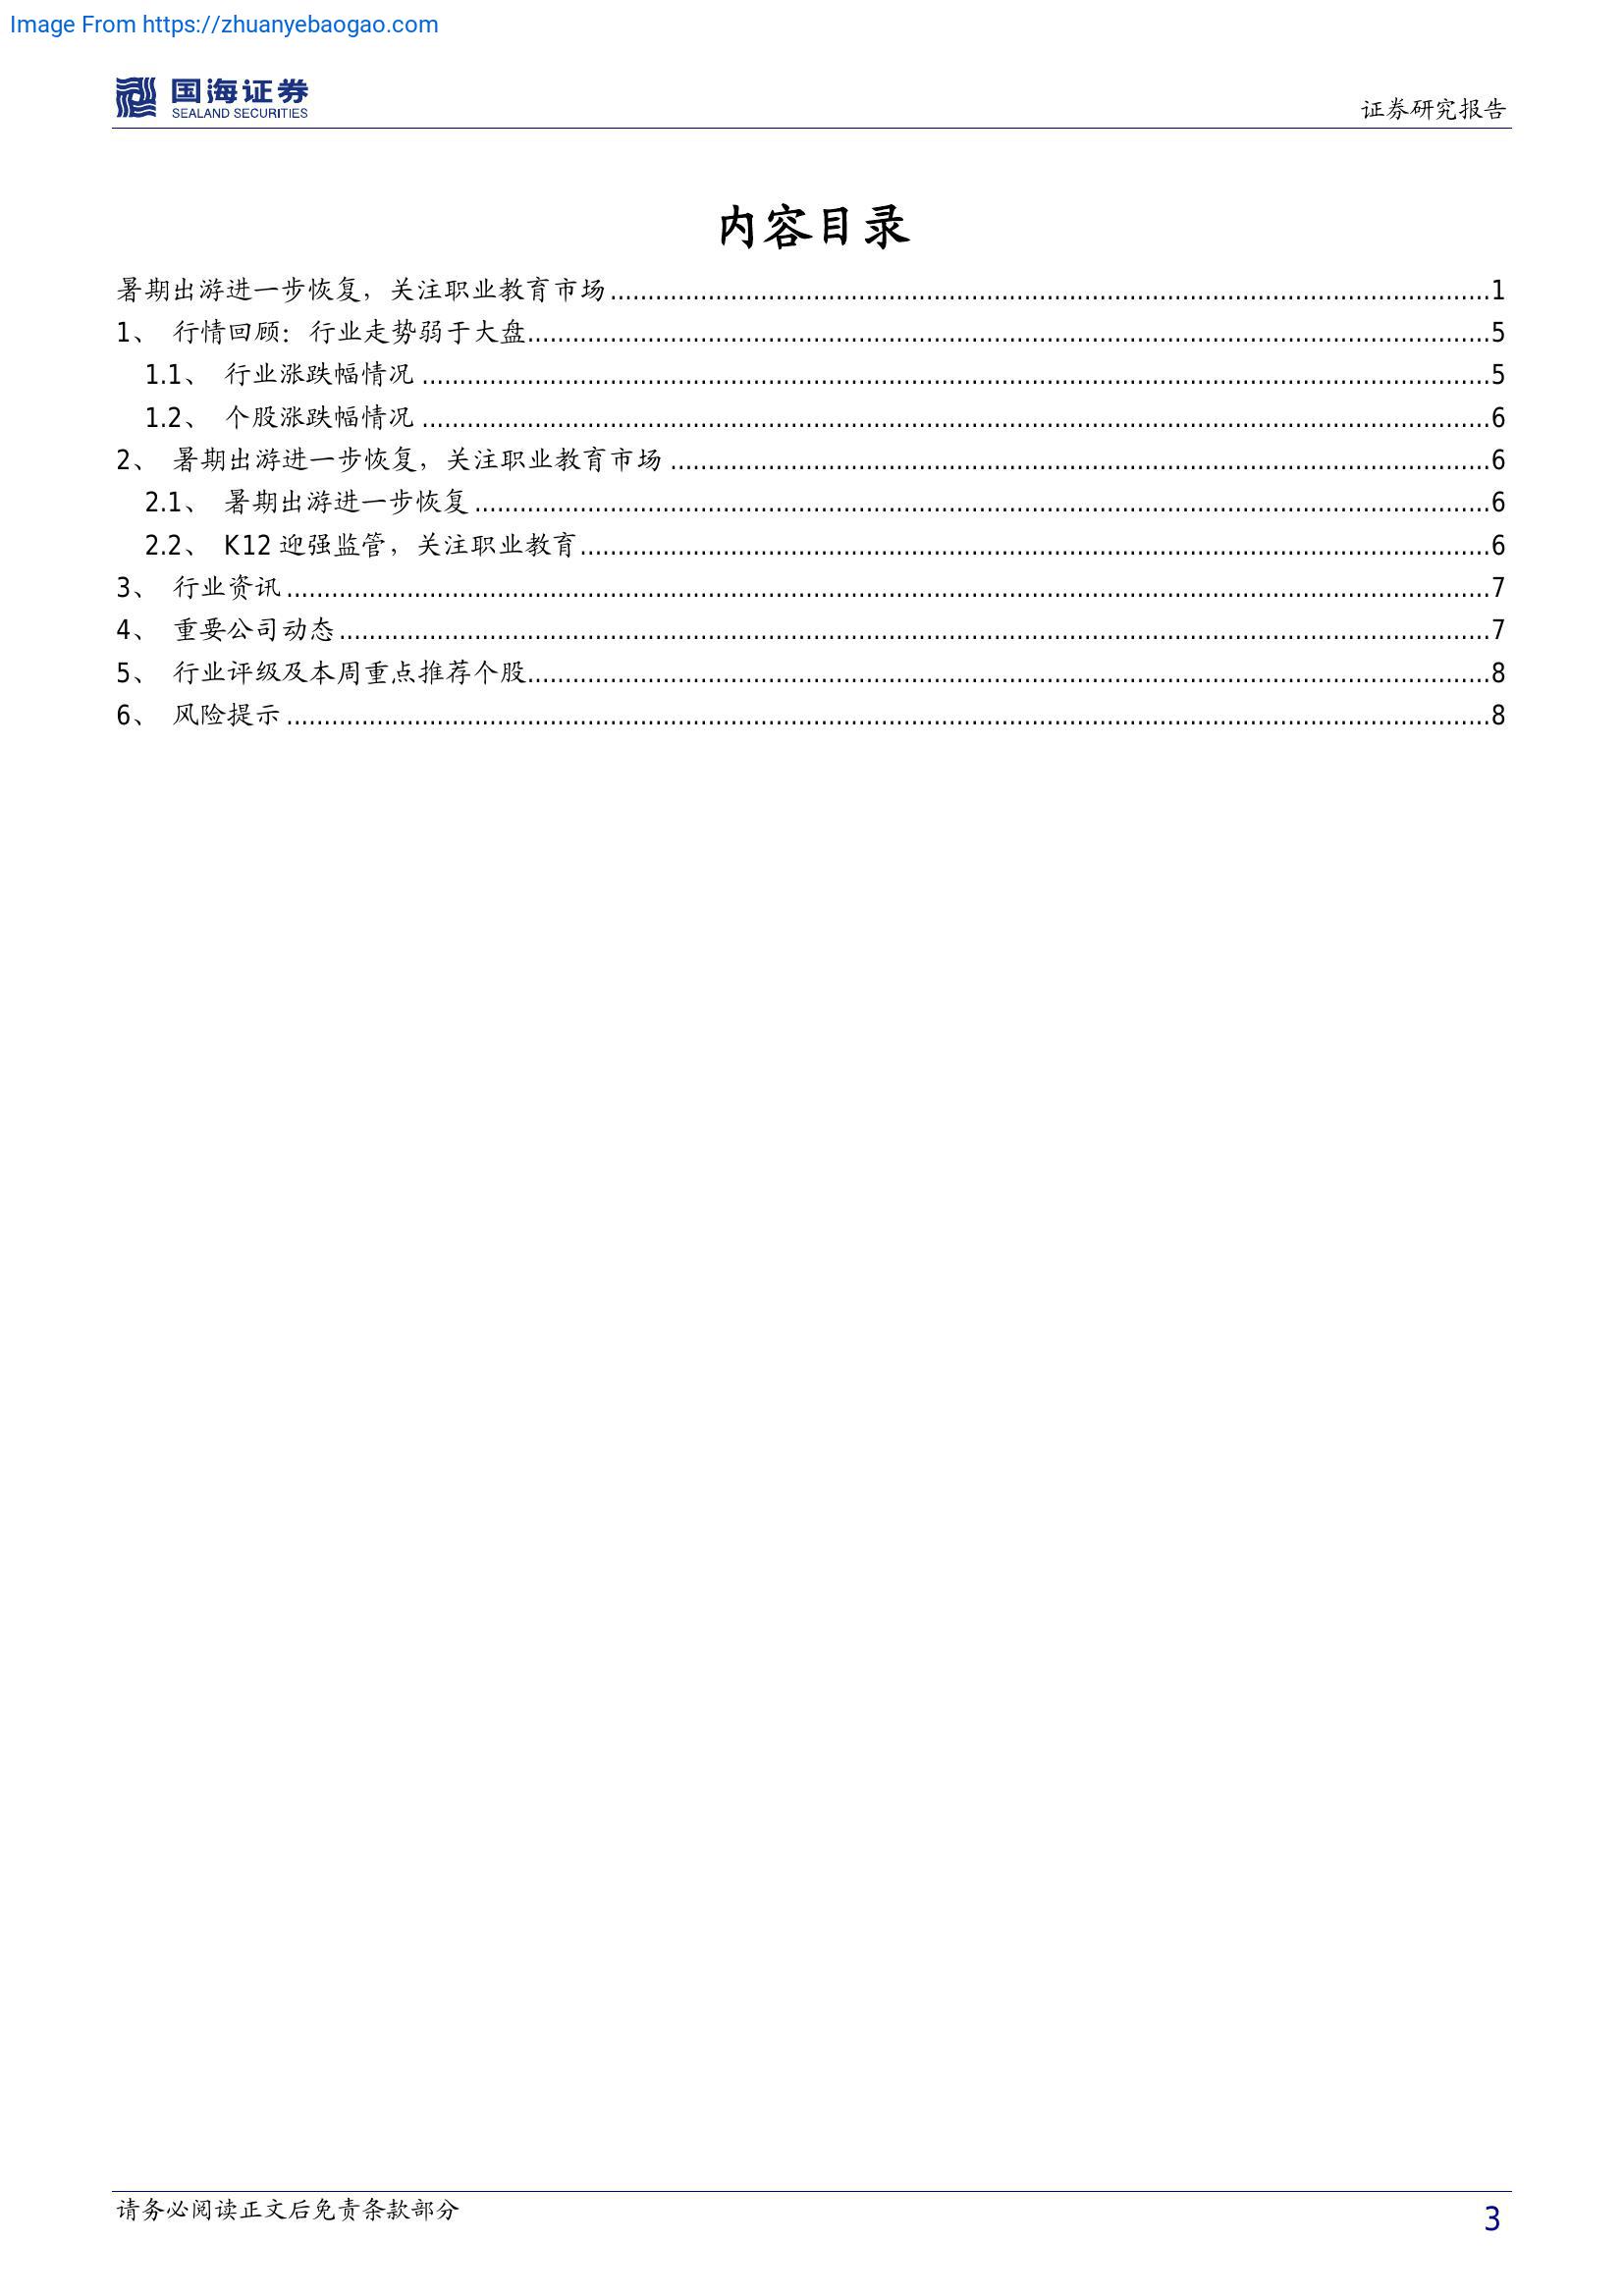 Image From https://zhuanyebaogao.com
国海证券
SEALAND SECURITIES
证券研究报告
内容目录
暑期出游进一步恢复，关注职业教育市场........................................1
1、 行情回顾：行业走势弱于大盘........................................5
1.1、 行业涨跌幅情况........................................5
1.2、 个股涨跌幅情况........................................6
2、 暑期出游进一步恢复，关注职业教育市场........................................6
2.1、 暑期出游进一步恢复........................................6
2.2、 K12 迎强监管，关注职业教育........................................6
3、 行业资讯........................................7
4、 重要公司动态........................................7
5、 行业评级及本周重点推荐个股........................................8
6、 风险提示........................................8
请务必阅读正文后免责条款部分
3